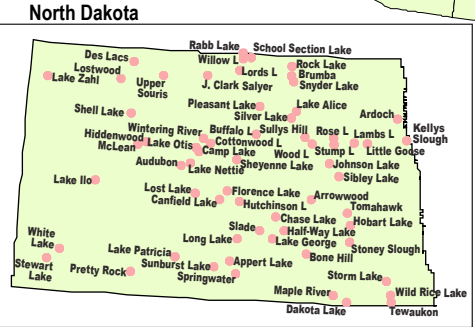 North Dakota
Rabb Lake
School Section Lake
Des Lacs
Willow L
Rock Lake
Lostwood
Lords L
Brumba
Lake Zahl
Upper
Souris
J. Clark Salyer
Snyder Lake
Pleasant Lake
Lake Alice
Shell Lake
Silver Lake
Ardoch
Kellys
Slough
Wintering River
Buffalo L
Sullys Hill
Rose L
Lambs L
Hiddenwood
Lake Otis
Cottonwood L
McLean
Camp Lake
Wood L
Stump L
Little Goose
Audubon
Sheyenne Lake
Johnson Lake
Lake Nettie
Sibley Lake
Lake Ilo
Lost Lake
Florence Lake
Arrowwood
Canfield Lake
Hutchinson L
Tomahawk
Chase Lake
Hobart Lake
White
Lake
Slade
Half-Way Lake
Long Lake
Lake George
Stoney Slough
Lake Patricia
Bone Hill
Stewart
Lake
Pretty Rock
Sunburst Lake
Appert Lake
Springwater
Storm Lake
Maple River
Wild Rice Lake
Dakota Lake
Tewaukon